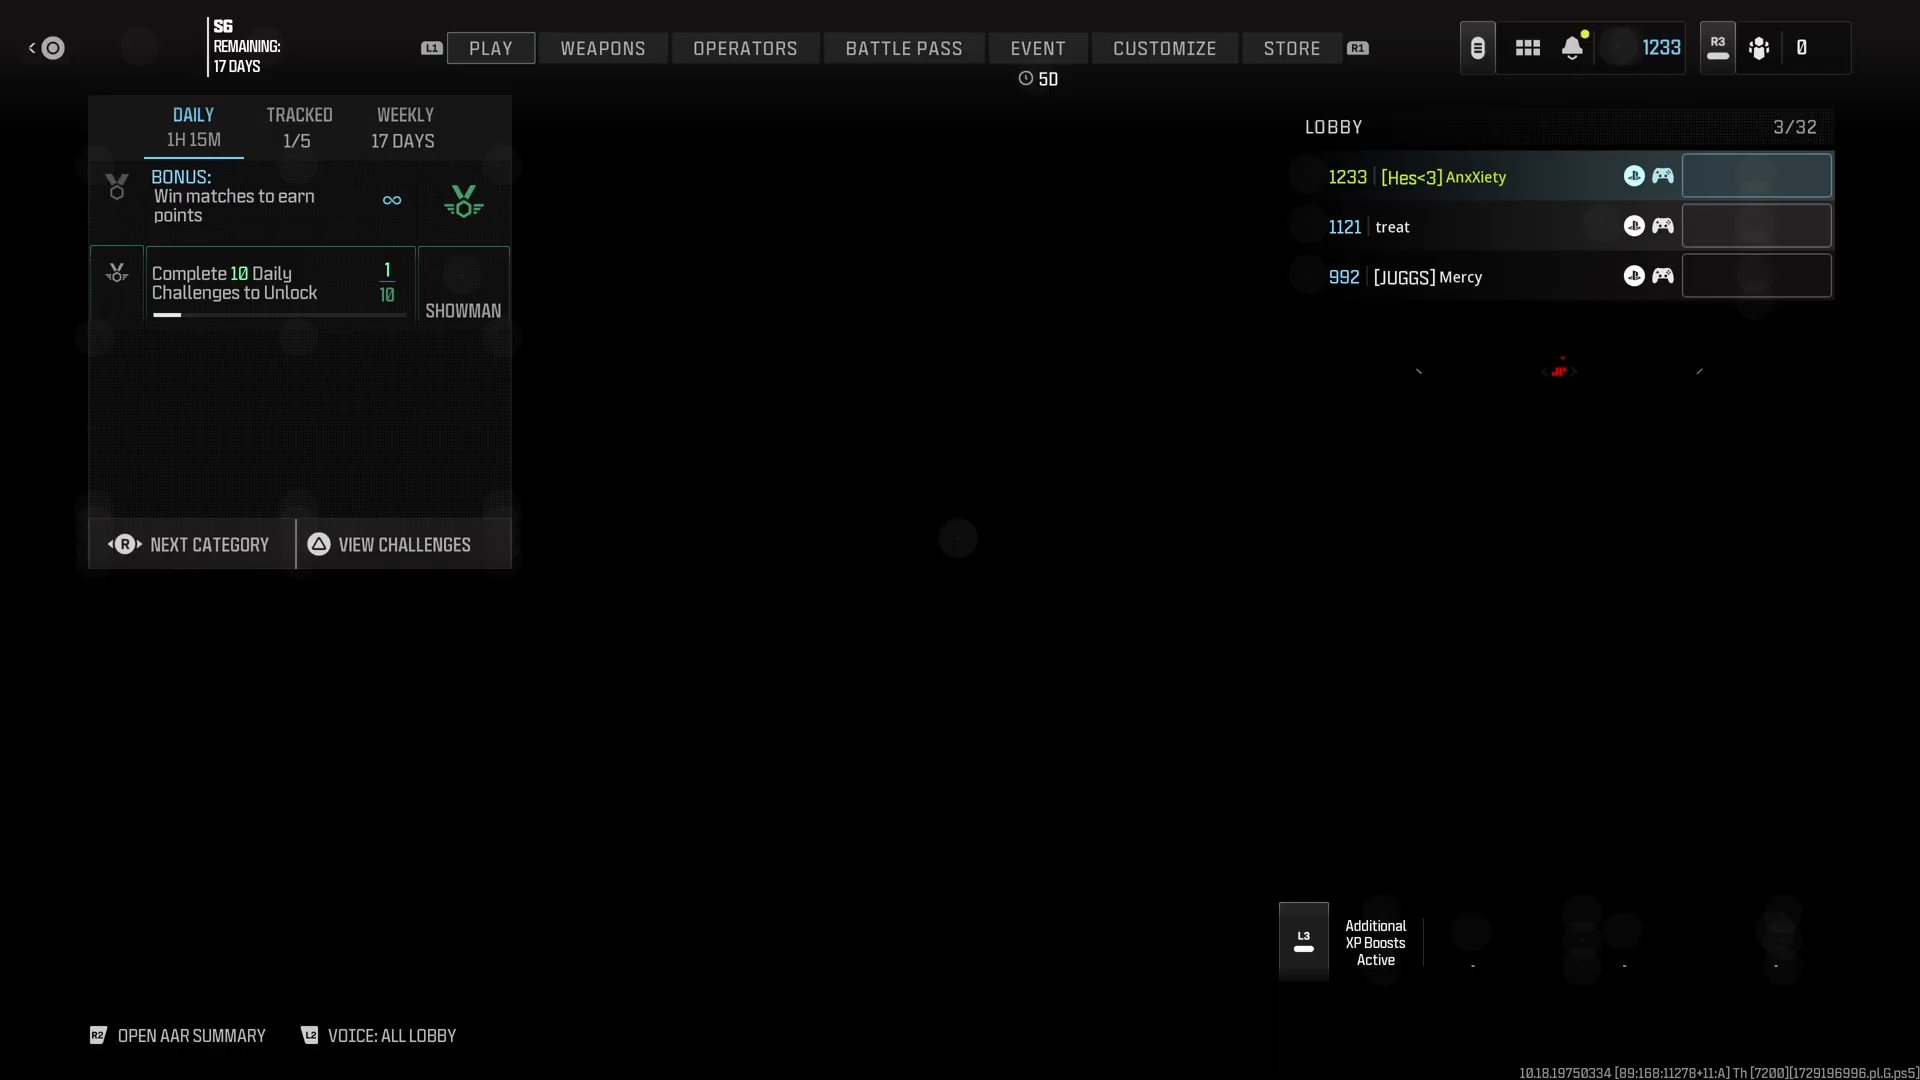 S6
REMAINING:
17 DAYS
L1
PLAY
WEAPONS
OPERATORS
BATTLE PASS
EVENT
CUSTOMIZE
STORE
R1
5D
1233
R3
0
DAILY
1H 15M
TRACKED
1/5
WEEKLY
17 DAYS
BONUS:
Win matches to earn
points
∞
Complete 10 Daily
Challenges to Unlock
1
10
SHOWMAN
R NEXT CATEGORY
VIEW CHALLENGES
LOBBY 3/32
1233 [Hes<3] AnxXiety
1121 treat
992 [JUGGS] Mercy
L3
Additional
XP Boosts
Active
- - -
R2 OPEN AAR SUMMARY
L2 VOICE: ALL LOBBY
10.18.19750334 [89:168:11278+11:A] Th [7200][1729196996.pl.G.ps5]